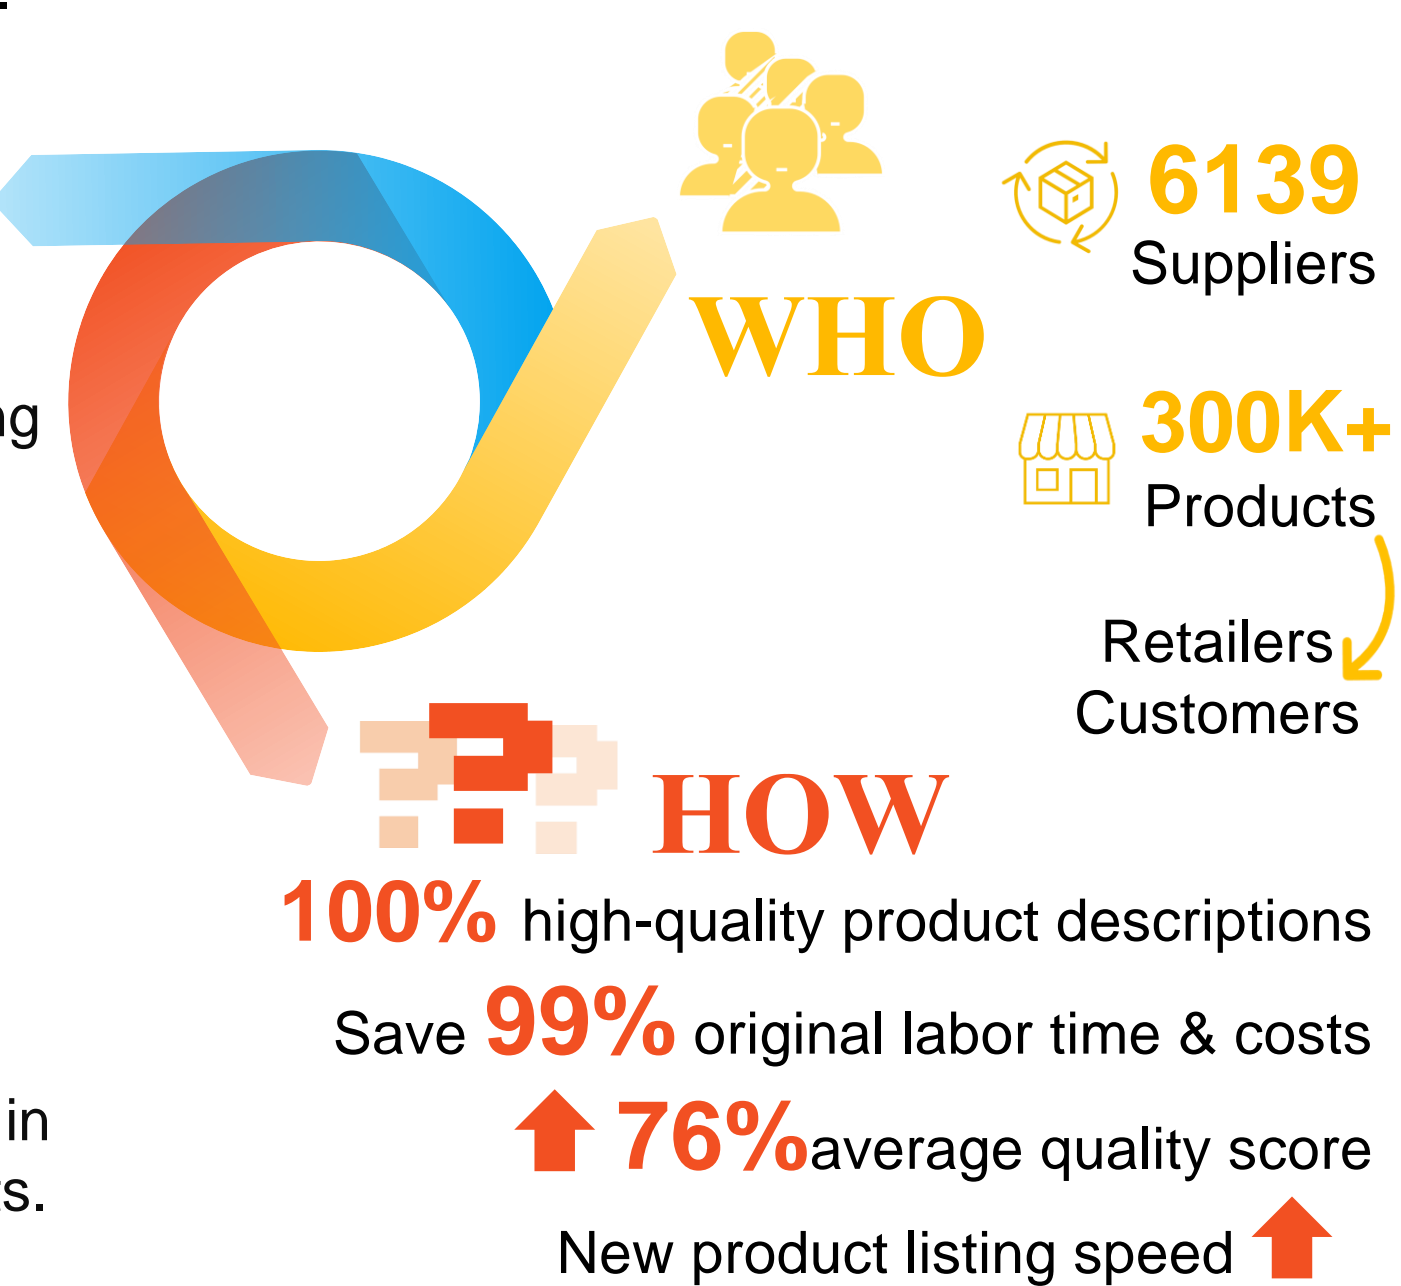 6139
Suppliers
WHO
300K+
Products
Retailers
Customers
HOW
100% high-quality product descriptions
Save 99% original labor time & costs
76%average quality score
in
New product listing speed